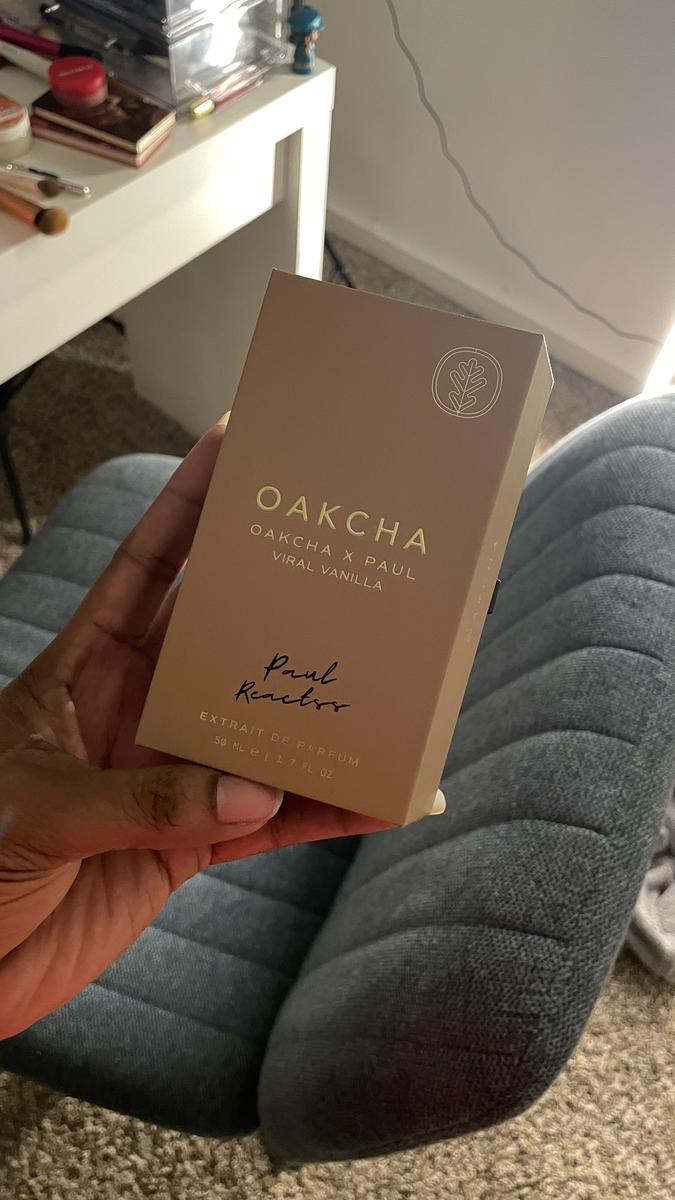 OAKCHA
OAKCHA X PAUL
VIRAL VANILLA
Paul
Reactss
EXTRAIT DE PARFUM
50 ML e | 1.7 FL OZ